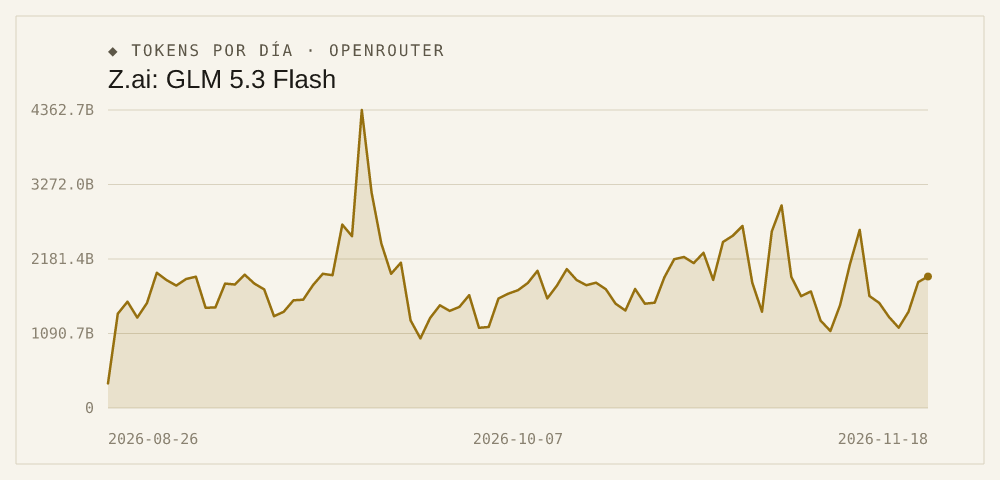 ◆ TOKENS POR DÍA · OPENROUTER
Z.ai: GLM 5.3 Flash
4362.7B
3272.0B
2181.4B
1090.7B
0
2026-08-26 2026-10-07 2026-11-18